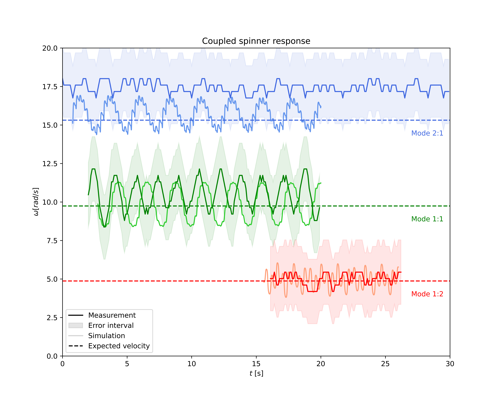 Coupled spinner response
20.0
17.5
15.0
12.5
10.0
7.5
5.0
2.5
0.0
ω[rad/s]
Mode 2:1
Mode 1:1
Mode 1:2
Measurement
Error interval
Simulation
Expected velocity
0 5 10 15 20 25 30
t [s]